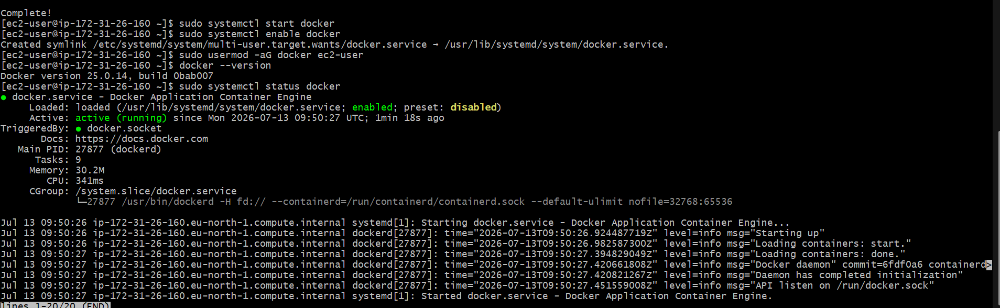 Complete!
[ec2-user@ip-172-31-26-160 ~]$ sudo systemctl start docker
[ec2-user@ip-172-31-26-160 ~]$ sudo systemctl enable docker
Created symlink /etc/systemd/system/multi-user.target.wants/docker.service → /usr/lib/systemd/system/docker.service.
[ec2-user@ip-172-31-26-160 ~]$ sudo usermod -aG docker ec2-user
[ec2-user@ip-172-31-26-160 ~]$ docker --version
Docker version 25.0.14, build 0bab007
[ec2-user@ip-172-31-26-160 ~]$ sudo systemctl status docker
● docker.service - Docker Application Container Engine
     Loaded: loaded (/usr/lib/systemd/system/docker.service; enabled; preset: disabled)
     Active: active (running) since Mon 2026-07-13 09:50:27 UTC; 1min 18s ago
TriggeredBy: ● docker.socket
       Docs: https://docs.docker.com
   Main PID: 27877 (dockerd)
      Tasks: 9
     Memory: 30.2M
        CPU: 341ms
     CGroup: /system.slice/docker.service
             └─27877 /usr/bin/dockerd -H fd:// --containerd=/run/containerd/containerd.sock --default-ulimit nofile=32768:65536
Jul 13 09:50:26 ip-172-31-26-160.eu-north-1.compute.internal systemd[1]: Starting docker.service - Docker Application Container Engine...
Jul 13 09:50:26 ip-172-31-26-160.eu-north-1.compute.internal dockerd[27877]: time="2026-07-13T09:50:26.924487719Z" level=info msg="Starting up"
Jul 13 09:50:26 ip-172-31-26-160.eu-north-1.compute.internal dockerd[27877]: time="2026-07-13T09:50:26.982587300Z" level=info msg="Loading containers: start."
Jul 13 09:50:27 ip-172-31-26-160.eu-north-1.compute.internal dockerd[27877]: time="2026-07-13T09:50:27.394829049Z" level=info msg="Loading containers: done."
Jul 13 09:50:27 ip-172-31-26-160.eu-north-1.compute.internal dockerd[27877]: time="2026-07-13T09:50:27.420661808Z" level=info msg="Docker daemon" commit=6fdf0a6 containerd>
Jul 13 09:50:27 ip-172-31-26-160.eu-north-1.compute.internal dockerd[27877]: time="2026-07-13T09:50:27.420821267Z" level=info msg="Daemon has completed initialization"
Jul 13 09:50:27 ip-172-31-26-160.eu-north-1.compute.internal dockerd[27877]: time="2026-07-13T09:50:27.451559008Z" level=info msg="API listen on /run/docker.sock"
Jul 13 09:50:27 ip-172-31-26-160.eu-north-1.compute.internal systemd[1]: Started docker.service - Docker Application Container Engine.
lines 1-20/20 (END)